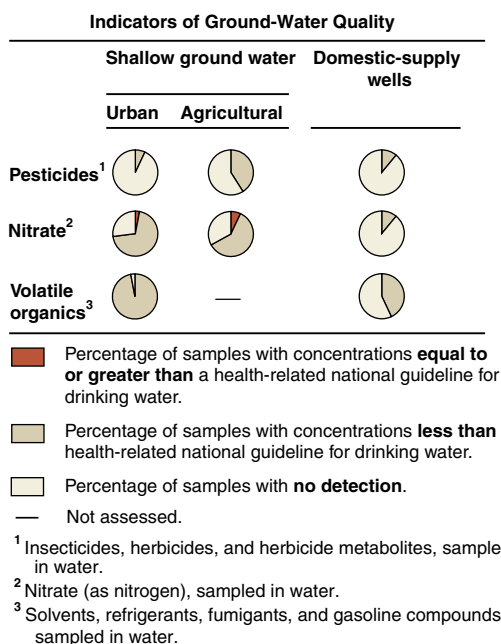 Indicators of Ground-Water Quality
Shallow ground water
Domestic-supply
wells
Urban
Agricultural
Pesticides1
Nitrate2
Volatile
organics3
—
Percentage of samples with concentrations equal to
or greater than a health-related national guideline for
drinking water.
Percentage of samples with concentrations less than
health-related national guideline for drinking water.
Percentage of samples with no detection.
— Not assessed.
1 Insecticides, herbicides, and herbicide metabolites, sample
in water.
2 Nitrate (as nitrogen), sampled in water.
3 Solvents, refrigerants, fumigants, and gasoline compounds
sampled in water.